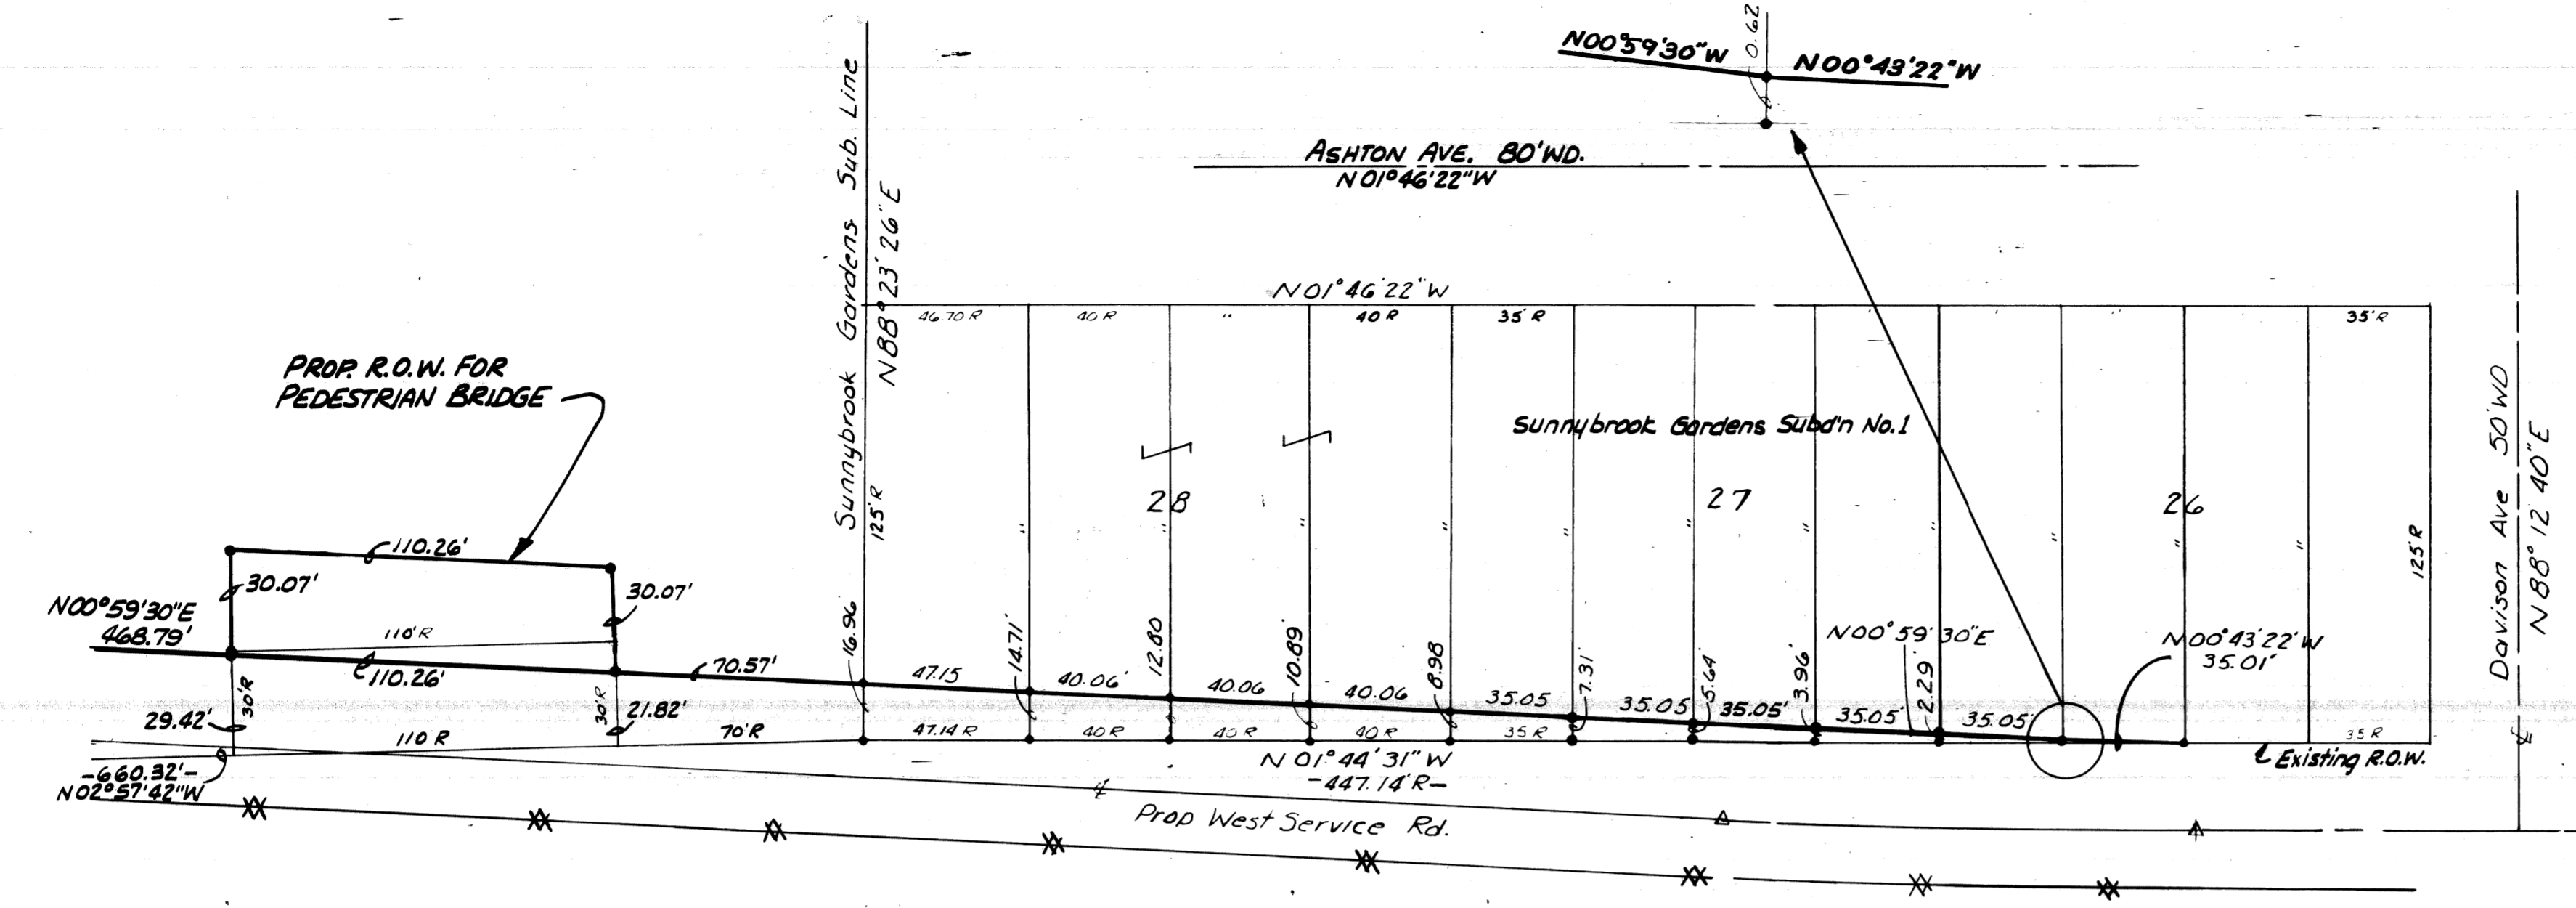 0.62
N00°59'30"W
N00°43'22"W
ASHTON AVE. 80'WD.
N01°46'22"W
Sunnybrook Gardens Sub. Line
N88°23'26"E
N01°46'22"W
46.70 R
40 R
"
40 R
35' R
35' R
PROP. R.O.W. FOR
PEDESTRIAN BRIDGE
Sunnybrook Gardens Subd'n No.1
28
27
26
125' R
"
"
"
"
"
"
"
"
"
"
"
125' R
Davison Ave 50'WD
N88°12'40"E
110.26'
30.07'
30.07'
N00°59'30"E
468.79'
110' R
110.26'
70.57'
16.96'
47.15
14.71'
40.06'
12.80
40.06
10.89'
40.06
8.98
35.05
7.31'
35.05
5.64'
35.05'
3.96'
35.05'
N00°59'30"E
2.29'
35.05'
N00°43'22"W
35.01'
29.42'
30' R
30' R
21.82'
110 R
70' R
47.14 R
40 R
40 R
40 R
35 R
35 R
N01°44'31"W
-447.14' R-
Existing R.O.W.
-660.32'-
N02°57'42"W
Prop West Service Rd.